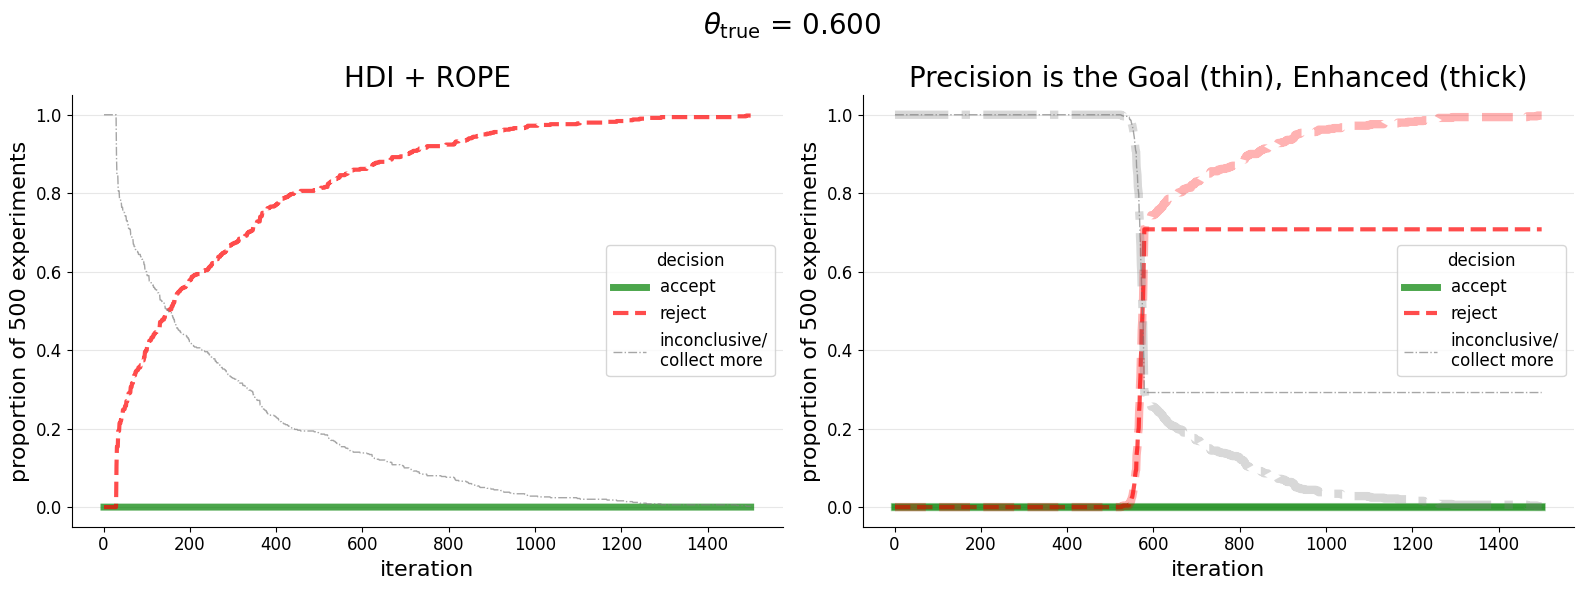 θtrue = 0.600
HDI + ROPE
proportion of 500 experiments
1.0
0.8
0.6
0.4
0.2
0.0
decision
accept
reject
inconclusive/
collect more
0 200 400 600 800 1000 1200 1400
iteration
Precision is the Goal (thin), Enhanced (thick)
proportion of 500 experiments
1.0
0.8
0.6
0.4
0.2
0.0
decision
accept
reject
inconclusive/
collect more
0 200 400 600 800 1000 1200 1400
iteration